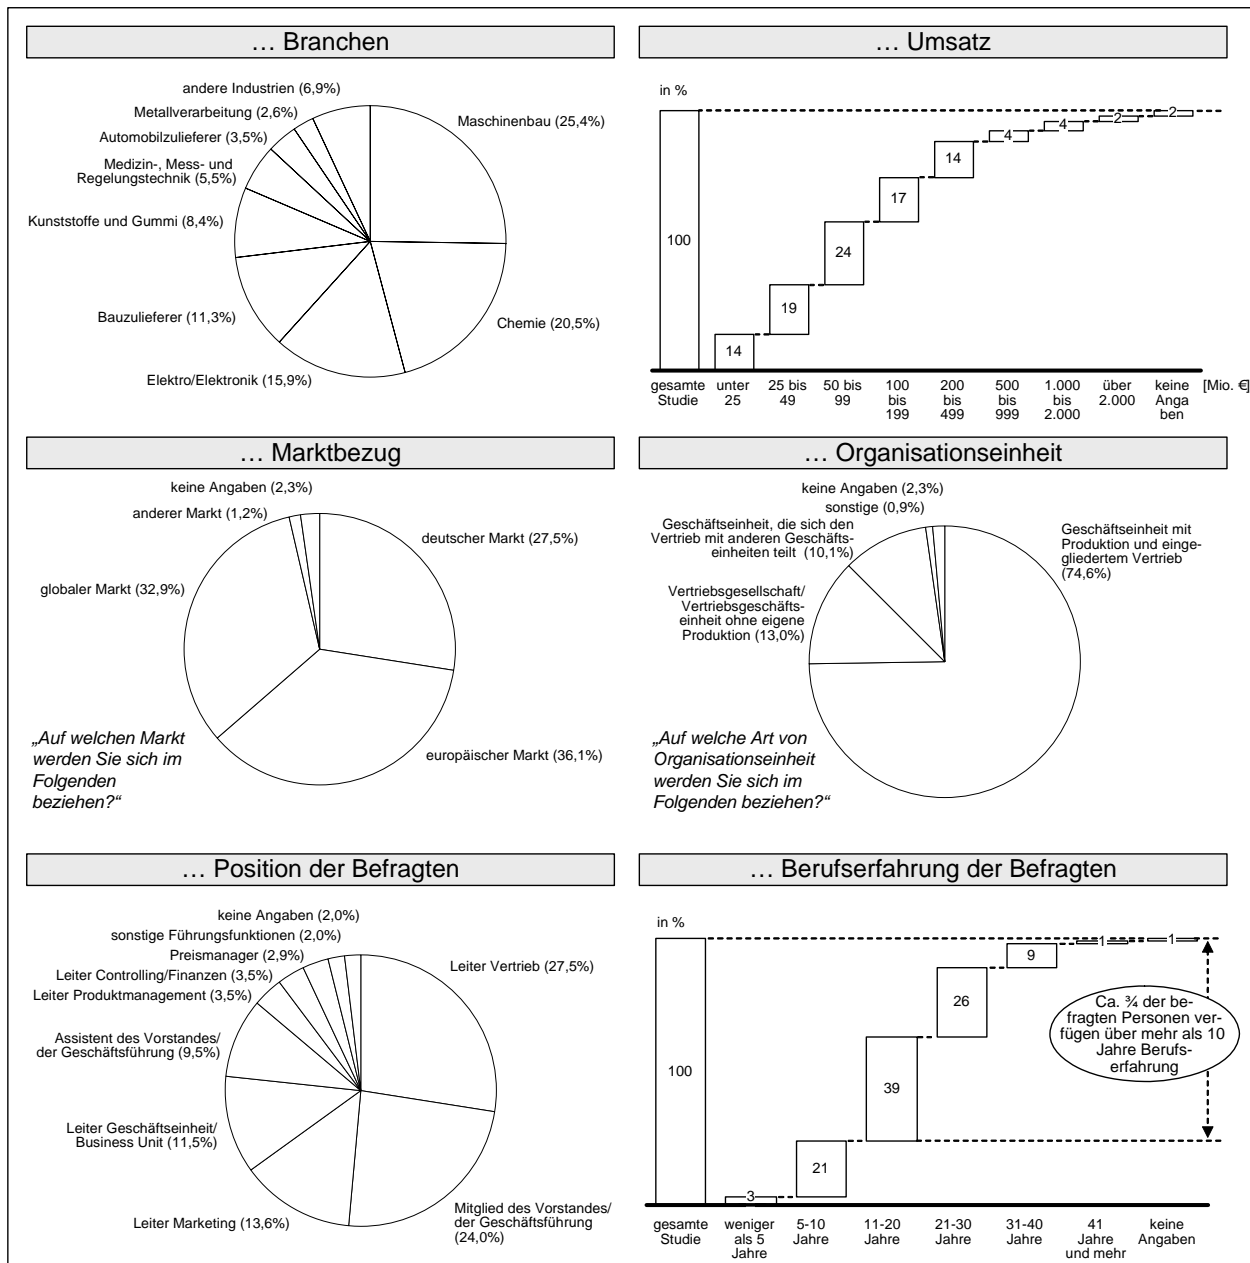 … Branchen
andere Industrien (6,9%)
Metallverarbeitung (2,6%)
Automobilzulieferer (3,5%)
Medizin-, Mess- und
Regelungstechnik (5,5%)
Kunststoffe und Gummi (8,4%)
Bauzulieferer (11,3%)
Elektro/Elektronik (15,9%)
Maschinenbau (25,4%)
Chemie (20,5%)
… Umsatz
in %
100
14
19
24
17
14
4
4
2
2
gesamte
Studie
unter
25
25 bis
49
50 bis
99
100
bis
199
200
bis
499
500
bis
999
1.000
bis
2.000
über
2.000
keine
Anga
ben
[Mio. €]
… Marktbezug
keine Angaben (2,3%)
anderer Markt (1,2%)
globaler Markt (32,9%)
deutscher Markt (27,5%)
europäischer Markt (36,1%)
„Auf welchen Markt
werden Sie sich im
Folgenden
beziehen?“
… Organisationseinheit
keine Angaben (2,3%)
sonstige (0,9%)
Geschäftseinheit, die sich den
Vertrieb mit anderen Geschäfts-
einheiten teilt (10,1%)
Vertriebsgesellschaft/
Vertriebsgeschäfts-
einheit ohne eigene
Produktion (13,0%)
Geschäftseinheit mit
Produktion und einge-
gliedertem Vertrieb
(74,6%)
„Auf welche Art von
Organisationseinheit
werden Sie sich im
Folgenden beziehen?“
… Position der Befragten
keine Angaben (2,0%)
sonstige Führungsfunktionen (2,0%)
Preismanager (2,9%)
Leiter Controlling/Finanzen (3,5%)
Leiter Produktmanagement (3,5%)
Assistent des Vorstandes/
der Geschäftsführung
(9,5%)
Leiter Geschäftseinheit/
Business Unit (11,5%)
Leiter Marketing (13,6%)
Leiter Vertrieb (27,5%)
Mitglied des Vorstandes/
der Geschäftsführung
(24,0%)
… Berufserfahrung der Befragten
in %
100
3
21
39
26
9
1
1
Ca. ¾ der be-
fragten Personen ver-
fügen über mehr als 10
Jahre Berufs-
erfahrung
gesamte
Studie
weniger
als 5
Jahre
5-10
Jahre
11-20
Jahre
21-30
Jahre
31-40
Jahre
41
Jahre
und mehr
keine
Angaben